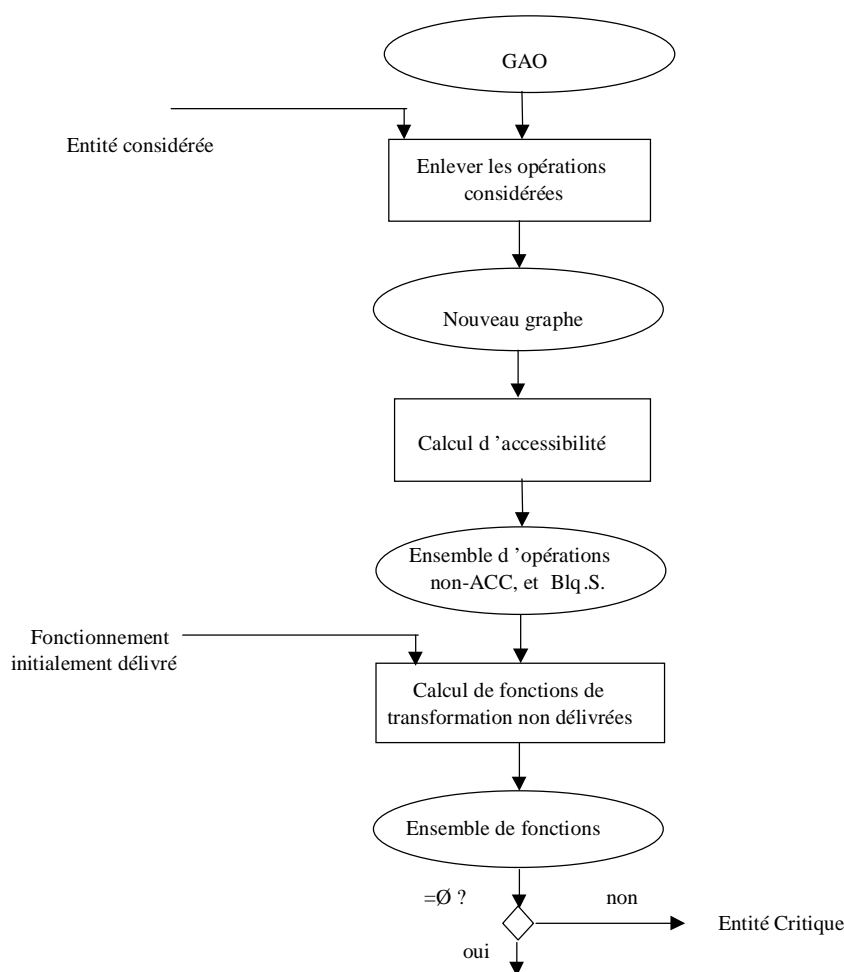 GAO
Entité considérée
Enlever les opérations
considérées
Nouveau graphe
Calcul d ’accessibilité
Ensemble d ’opérations
non-ACC, et Blq.S.
Fonctionnement
initialement délivré
Calcul de fonctions de
transformation non délivrées
Ensemble de fonctions
=Ø ?
non
Entité Critique
oui